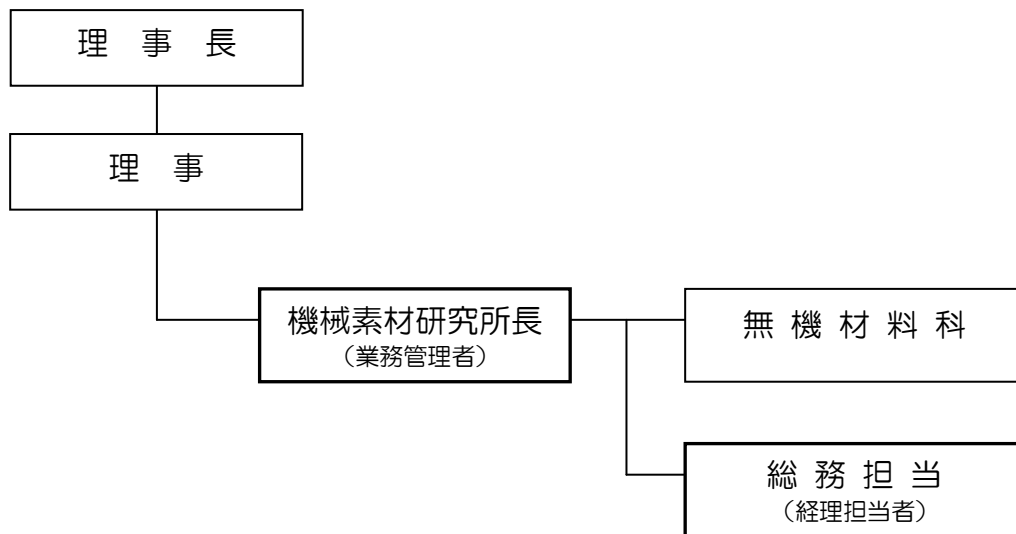 理 事 長
理 事
機械素材研究所長
（業務管理者）
無 機 材 料 科
総 務 担 当
（経理担当者）